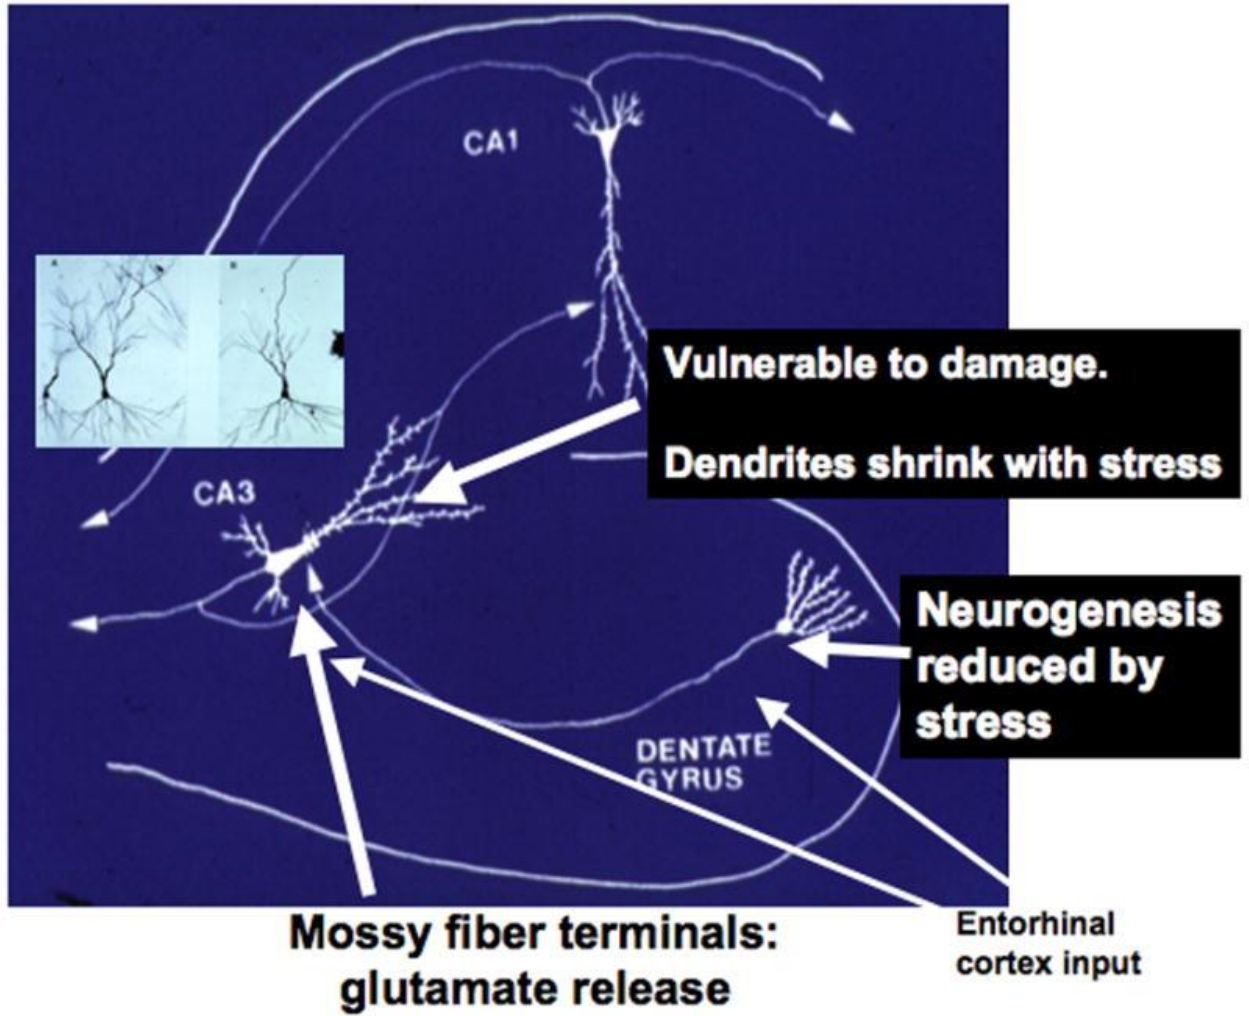 CA1
A
B
Vulnerable to damage.
Dendrites shrink with stress
CA3
Neurogenesis
reduced by
stress
DENTATE
GYRUS
Mossy fiber terminals:
glutamate release
Entorhinal
cortex input